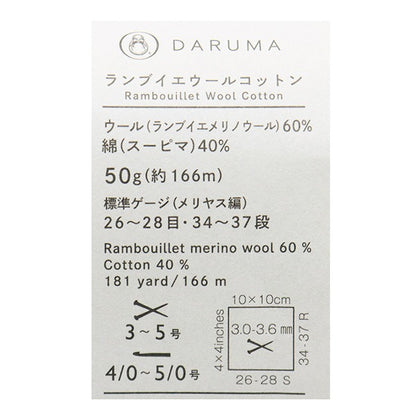 DARUMA
ランブイエウールコットン
Rambouillet Wool Cotton
ウール(ランブイエメリノウール)60%
綿(スーピマ)40%
50g(約166m)
標準ゲージ(メリヤス編)
26〜28目・34〜37段
Rambouillet merino wool 60 %
Cotton 40 %
181 yard/166 m
3〜5号
4/0〜5/0号
10×10cm
4×4inches
3.0-3.6 mm
34-37 R
26-28 S